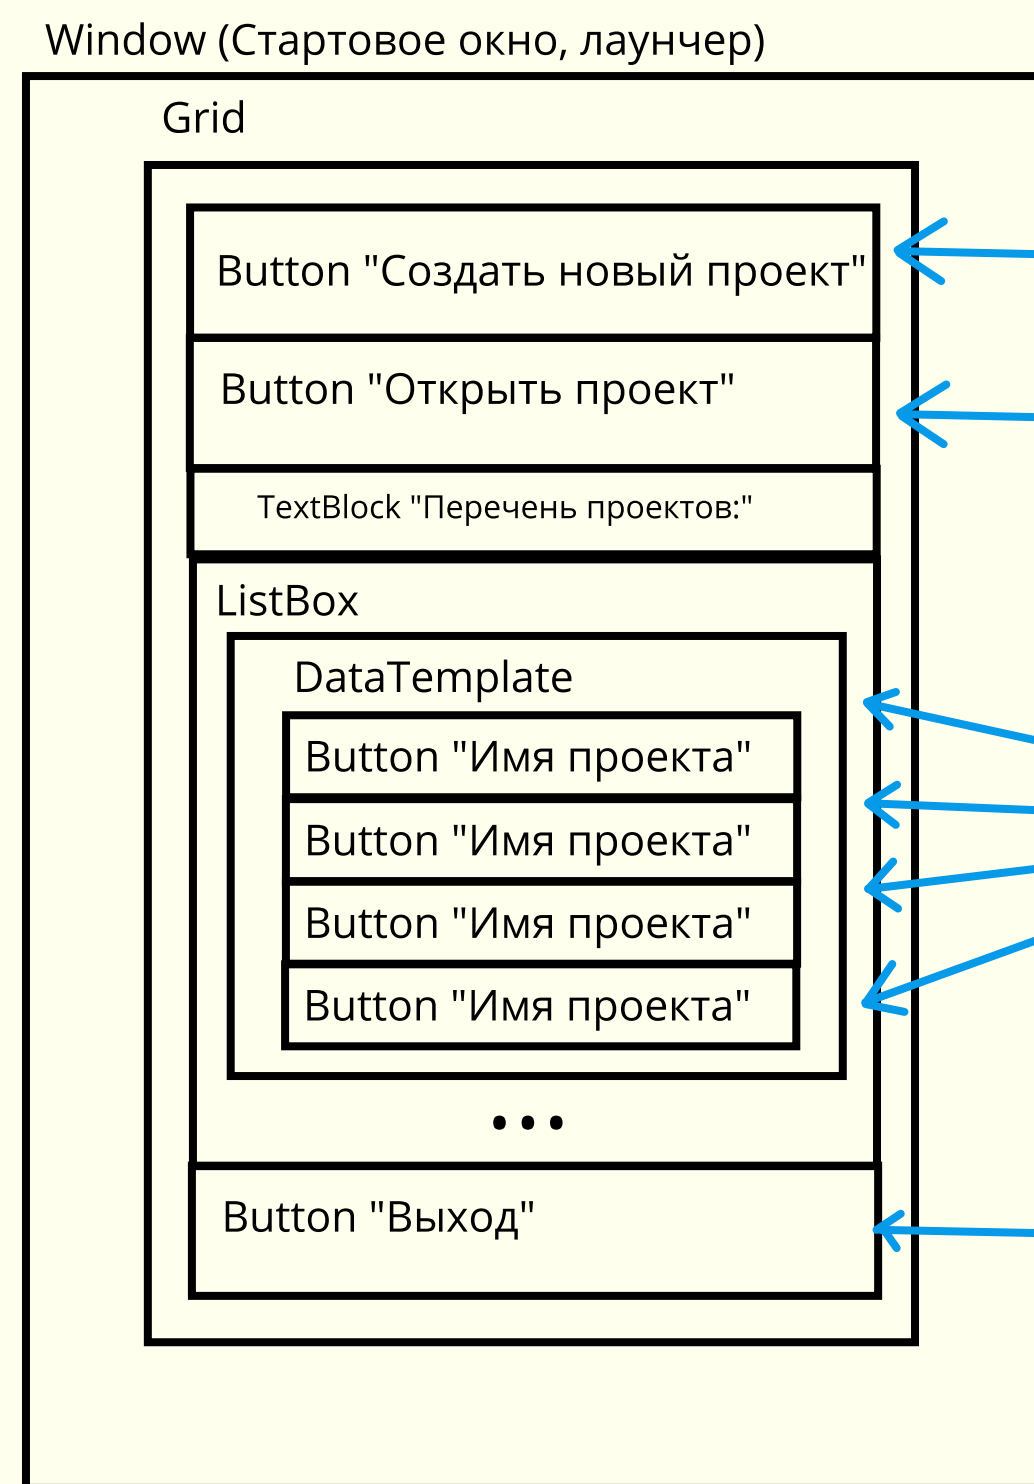 Window (Стартовое окно, лаунчер)
Grid
Button "Создать новый проект"
Button "Открыть проект"
TextBlock "Перечень проектов:"
ListBox
DataTemplate
Button "Имя проекта"
Button "Имя проекта"
Button "Имя проекта"
Button "Имя проекта"
...
Button "Выход"